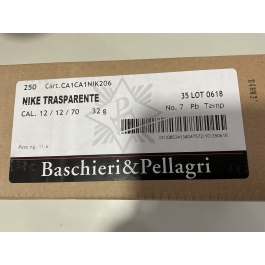 250 Cart.CA1CA1NIK206
NIKE TRASPARENTE
35 LOT 0618
CAL. 12 / 12 / 70 32 g
No. 7 Pb Temp
Baschieri&Pellagri